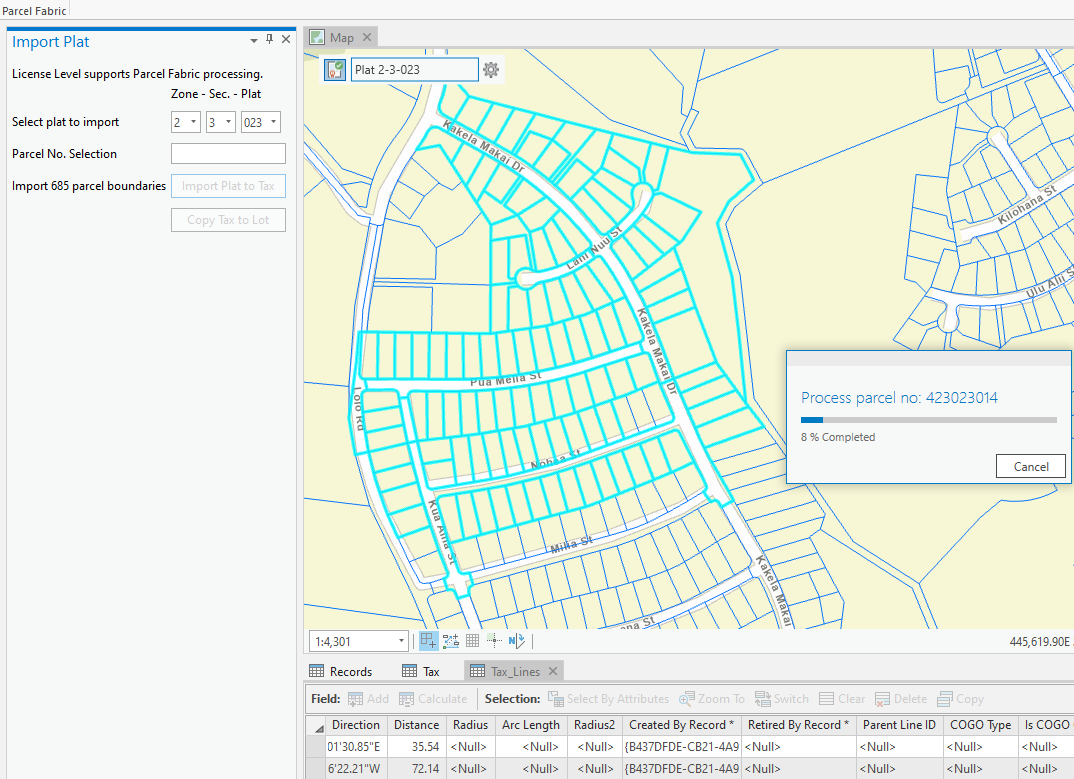 Parcel Fabric
Import Plat
License Level supports Parcel Fabric processing.
Zone - Sec. - Plat
Select plat to import 2 3 023
Parcel No. Selection
Import 685 parcel boundaries Import Plat to Tax
Copy Tax to Lot
Map
Plat 2-3-023
Kakela Makai Dr
Lani Nuu St
Kilohana St
Ulu Alii S
Kakela Makai Dr
Pua Melia St
Lolo Rd
Nohea St
Kua Aina St
Milia St
Kakela Makai
ona St
Process parcel no: 423023014
8 % Completed
Cancel
1:4,301
445,619.90E
Records Tax Tax_Lines
Field: Add Calculate Selection: Select By Attributes Zoom To Switch Clear Delete Copy
Direction Distance Radius Arc Length Radius2 Created By Record * Retired By Record * Parent Line ID COGO Type Is COGO
01'30.85"E 35.54 <Null> <Null> <Null> {B437DFDE-CB21-4A9 <Null> <Null> <Null> <Null>
6'22.21"W 72.14 <Null> <Null> <Null> {B437DFDE-CB21-4A9 <Null> <Null> <Null> <Null>